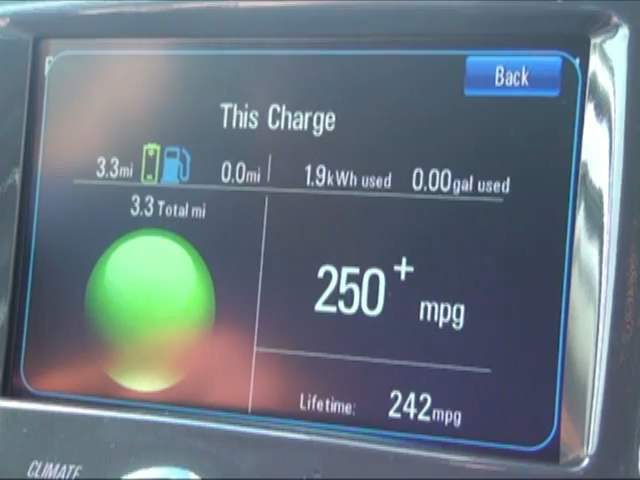 Back
This Charge
3.3mi 0.0mi 1.9kWh used 0.00gal used
3.3 Total mi
250+ mpg
Lifetime: 242mpg
CLIMATE